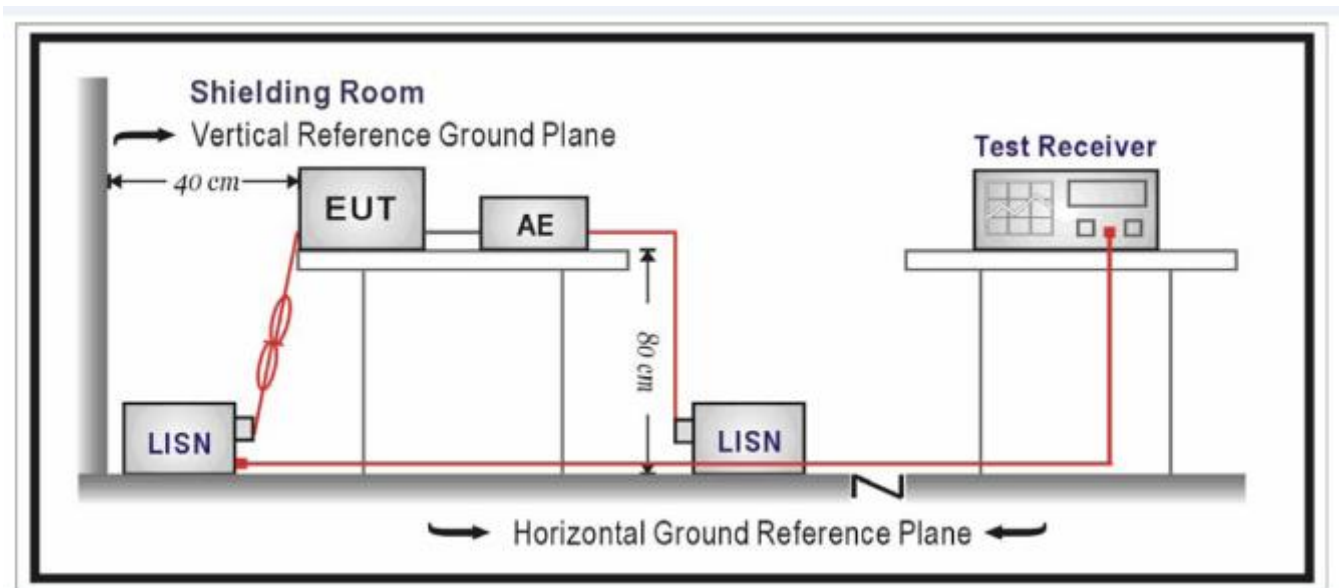 Shielding Room
Vertical Reference Ground Plane
40 cm
Test Receiver
EUT
AE
80 cm
LISN
LISN
Horizontal Ground Reference Plane